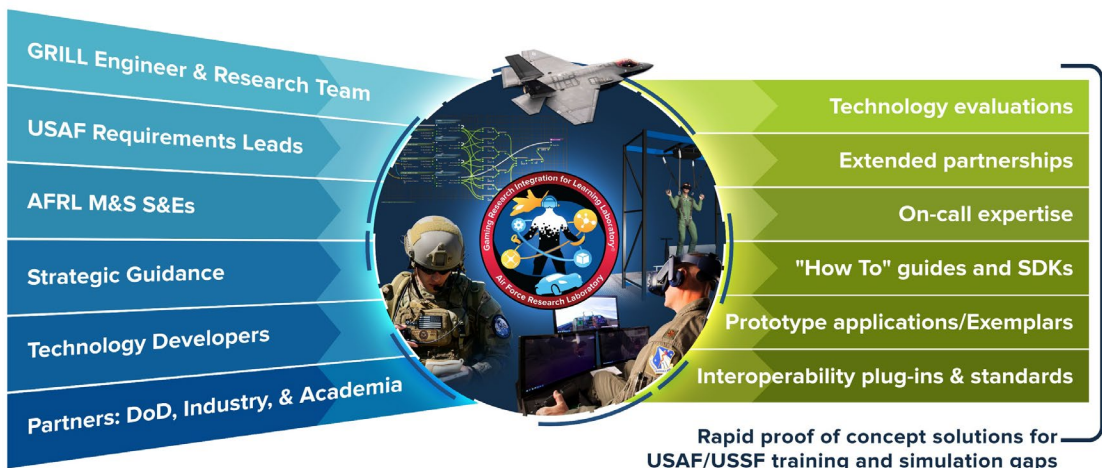 GRILL Engineer & Research Team
USAF Requirements Leads
AFRL M&S S&Es
Strategic Guidance
Technology Developers
Partners: DoD, Industry, & Academia
Gaming Research Integration for Learning Laboratory®
Air Force Research Laboratory
Technology evaluations
Extended partnerships
On-call expertise
"How To" guides and SDKs
Prototype applications/Exemplars
Interoperability plug-ins & standards
Rapid proof of concept solutions for
USAF/USSF training and simulation gaps